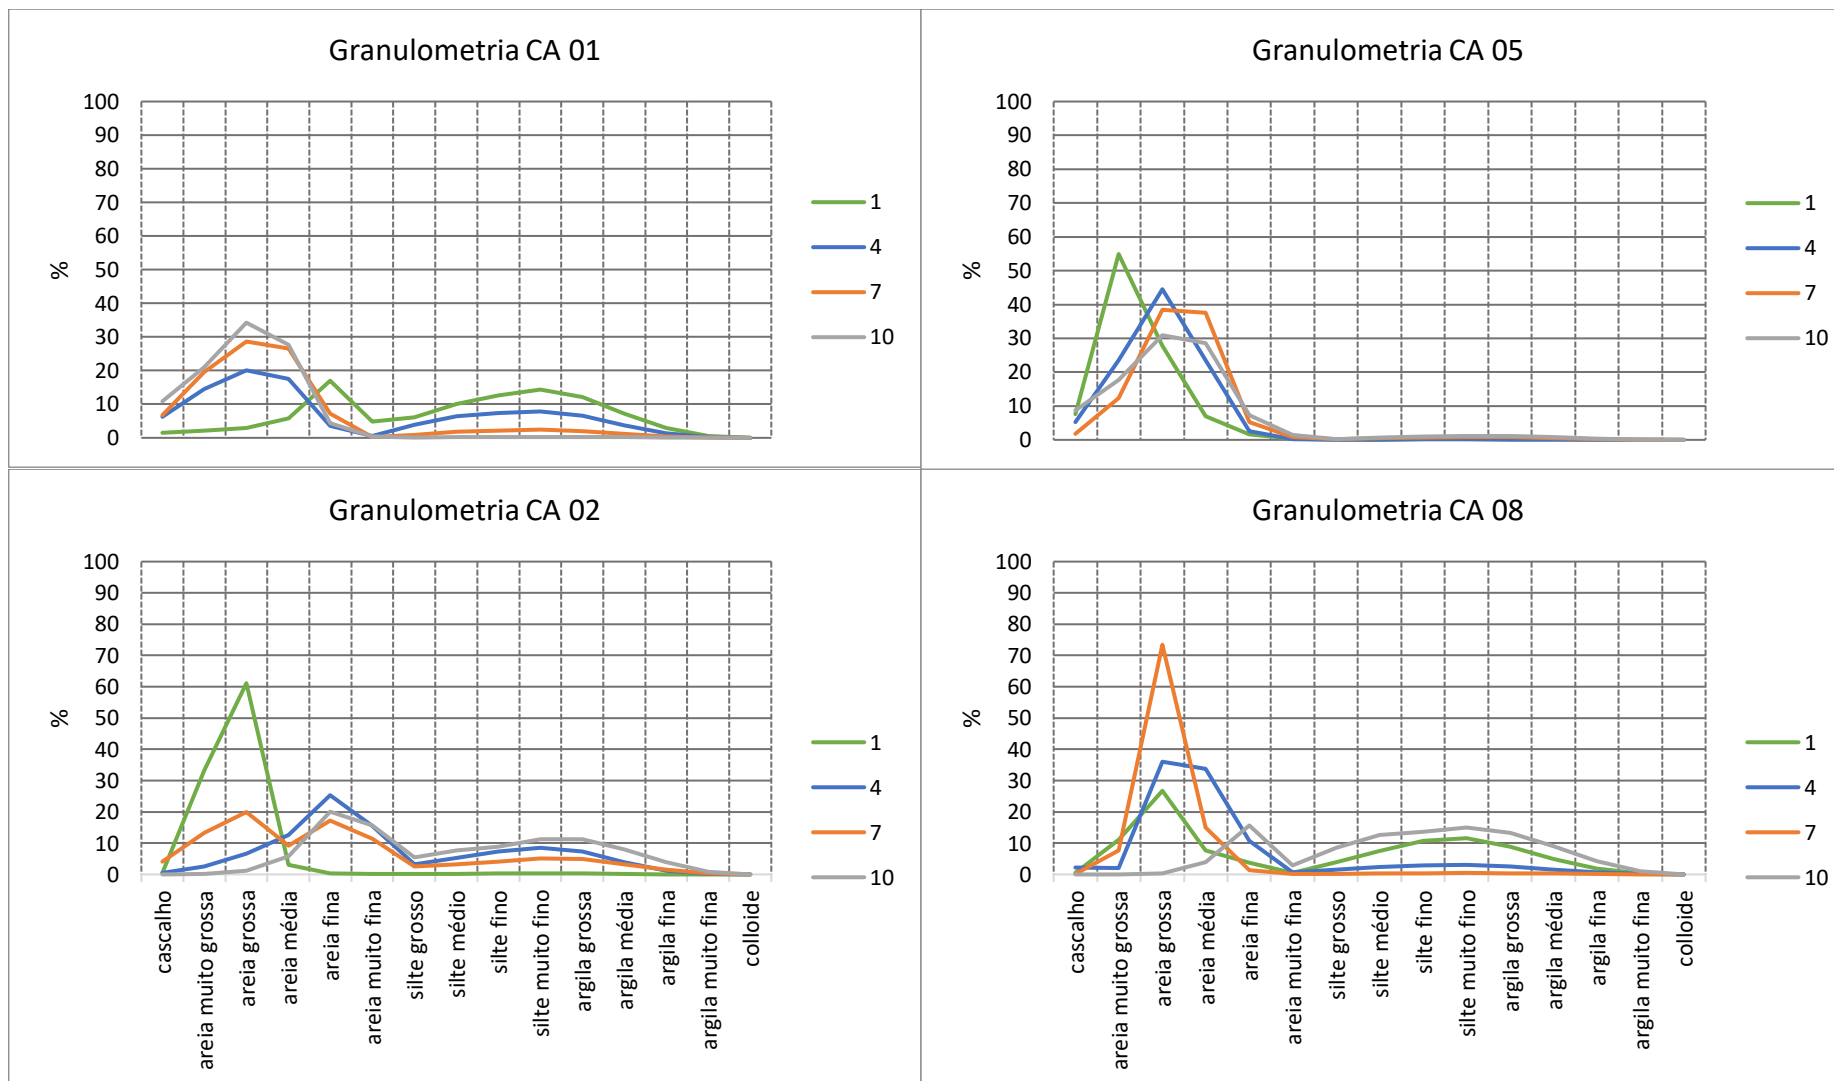 Granulometria CA 01
100
90
80
70
60
50
40
30
20
10
0
%
1
4
7
10
Granulometria CA 05
100
90
80
70
60
50
40
30
20
10
0
%
1
4
7
10
Granulometria CA 02
100
90
80
70
60
50
40
30
20
10
0
%
cascalho
areia muito grossa
areia grossa
areia média
areia fina
areia muito fina
silte grosso
silte médio
silte fino
silte muito fino
argila grossa
argila média
argila fina
argila muito fina
colloide
1
4
7
10
Granulometria CA 08
100
90
80
70
60
50
40
30
20
10
0
%
cascalho
areia muito grossa
areia grossa
areia média
areia fina
areia muito fina
silte grosso
silte médio
silte fino
silte muito fino
argila grossa
argila média
argila fina
argila muito fina
colloide
1
4
7
10